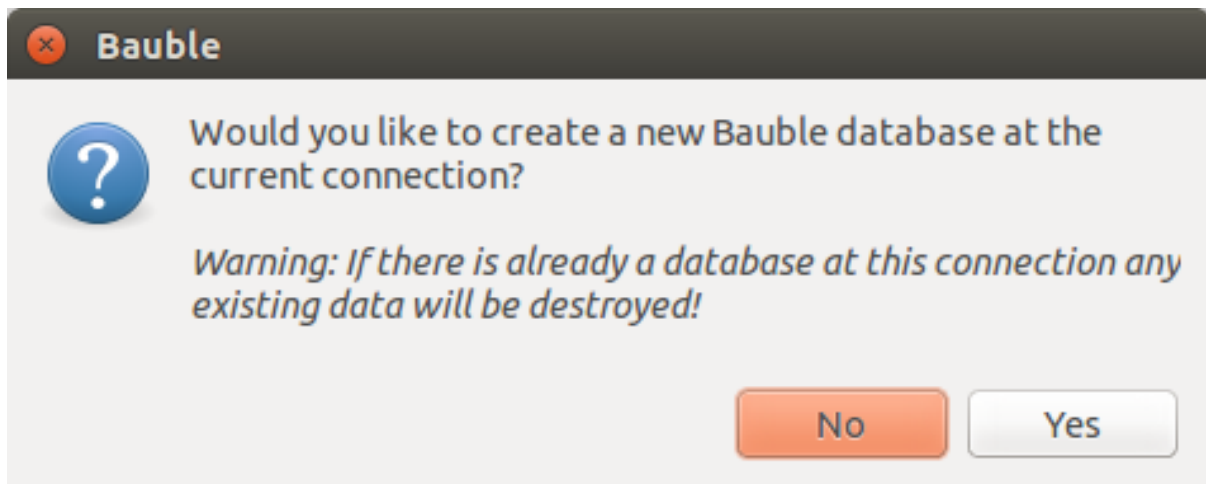 Bauble
Would you like to create a new Bauble database at the
current connection?
Warning: If there is already a database at this connection any
existing data will be destroyed!
No Yes